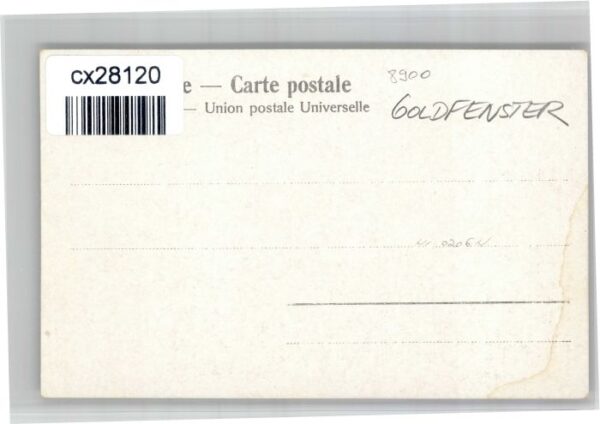 cx28120
e — Carte postale
— Union postale Universelle
8900
GOLDFENSTER